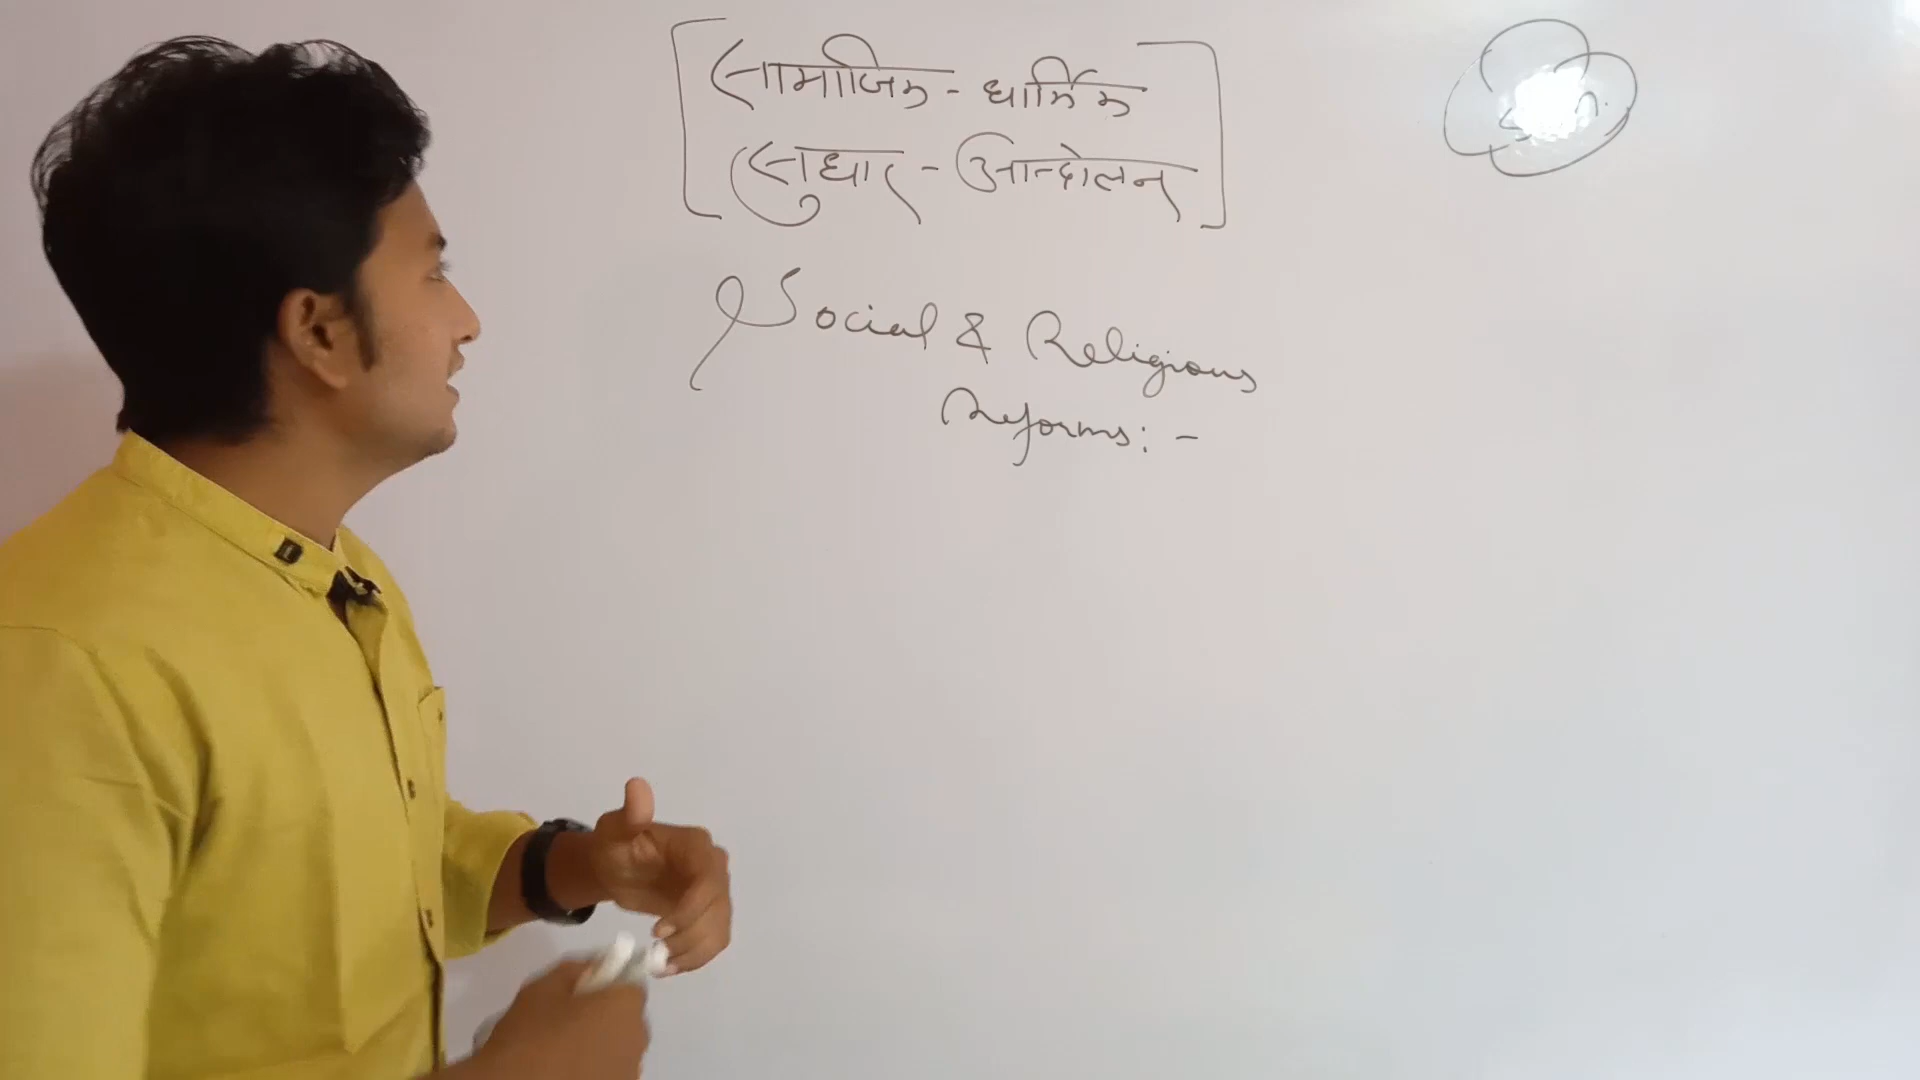 सामाजिक - धार्मिक
सुधार - आन्दोलन
Social & Religious
Reforms: -